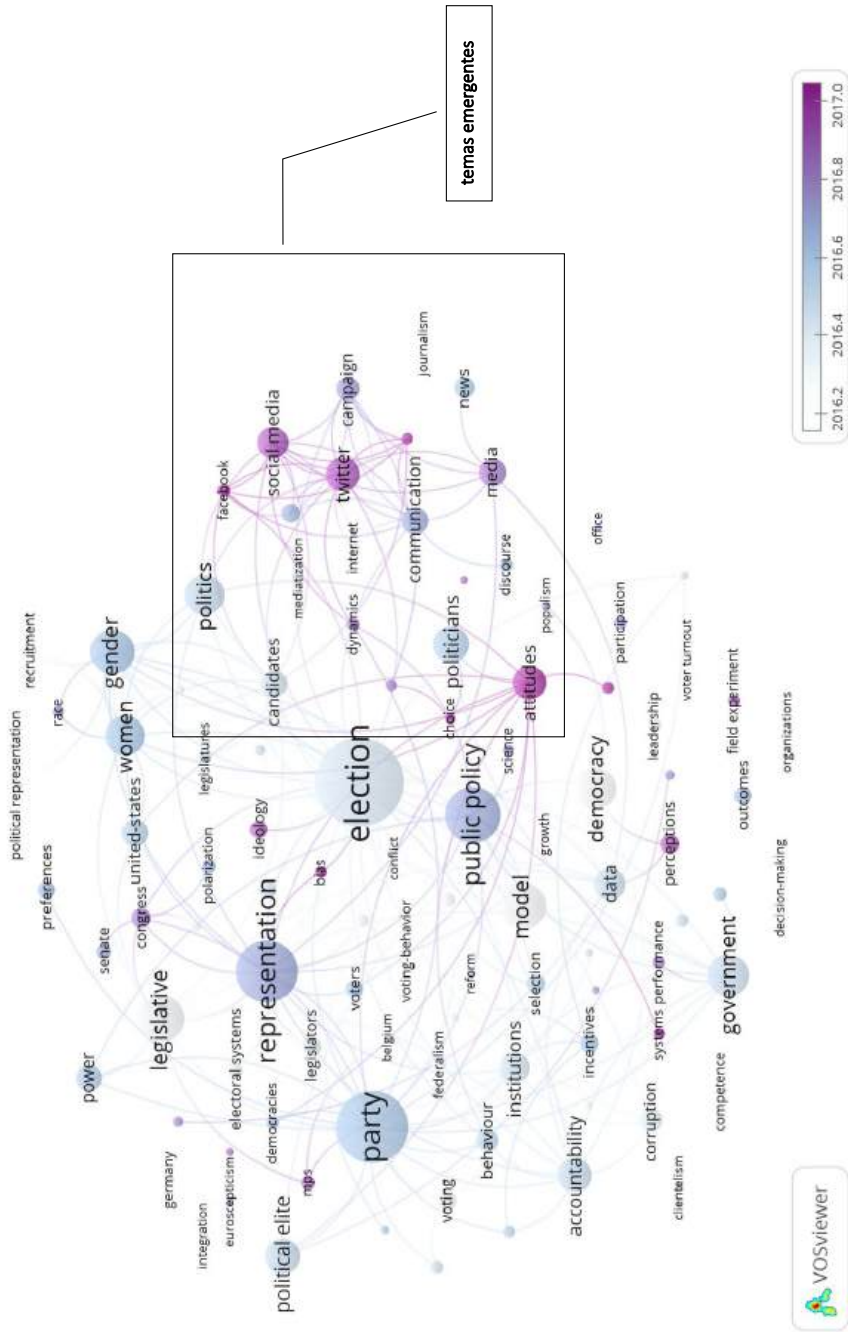 political representation
recruitment
preferences
race
gender
women
united-states
senate
congress
power
legislatures
politics
facebook
social media
polarization
ideology
candidates
mediatization
twitter
campaign
internet
journalism
legislative
representation
bias
election
dynamics
communication
news
media
germany
electoral systems
legislators
voters
conflict
choice
politicians
discourse
integration
euroscepticism
democracies
mps
belgium
voting-behavior
public policy
science
attitudes
populism
office
political elite
party
federalism
reform
model
growth
democracy
participation
voting
behaviour
institutions
selection
data
leadership
voter turnout
accountability
incentives
perceptions
field experiment
corruption
systems performance
outcomes
organizations
clientelism
competence
government
decision-making
temas emergentes
VOSviewer
2016.2
2016.4
2016.6
2016.8
2017.0